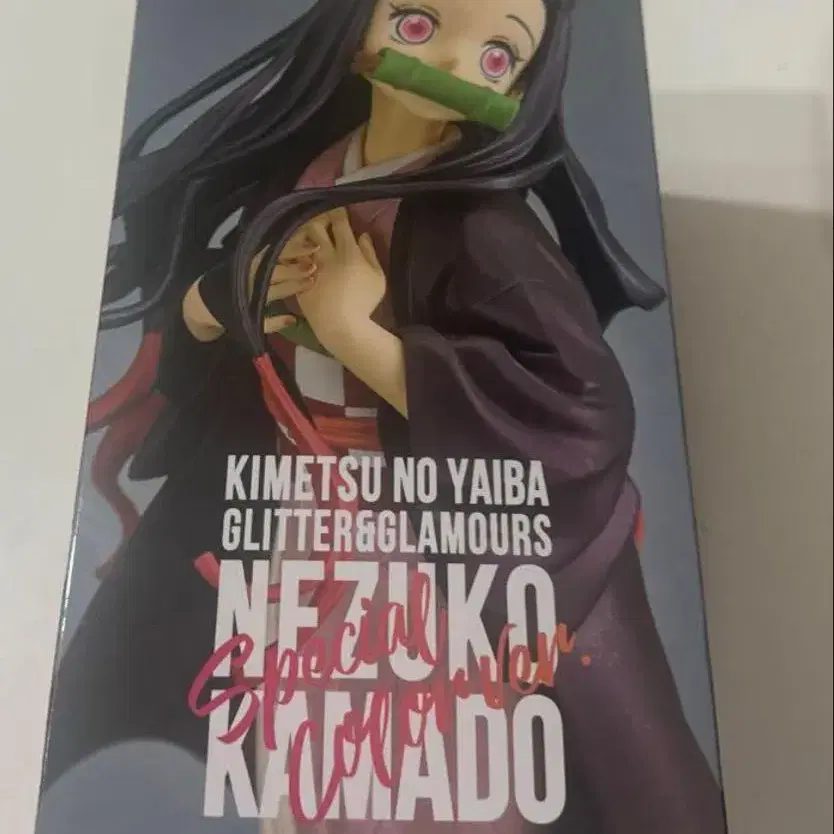 KIMETSU NO YAIBA
GLITTER&GLAMOURS
NEZUKO
Special
Color ver.
KAMADO